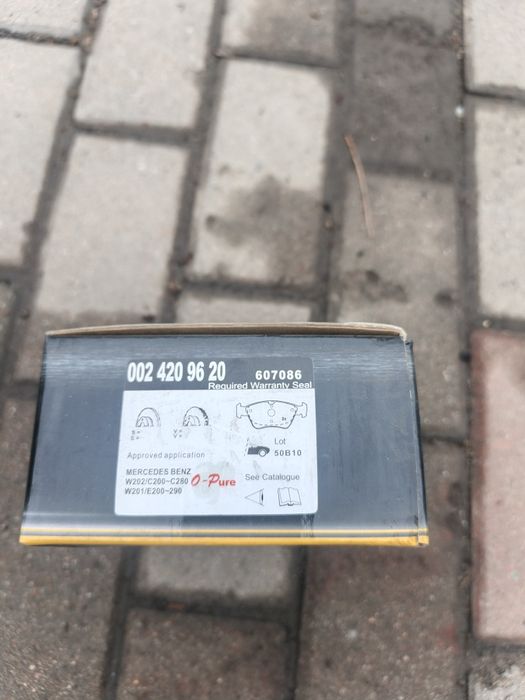 002 420 96 20
607086
Required Warranty Seal
Lot
50B10
Approved application
MERCEDES BENZ
W202/C200~C280
W201/E200~290
O-Pure
See Catalogue